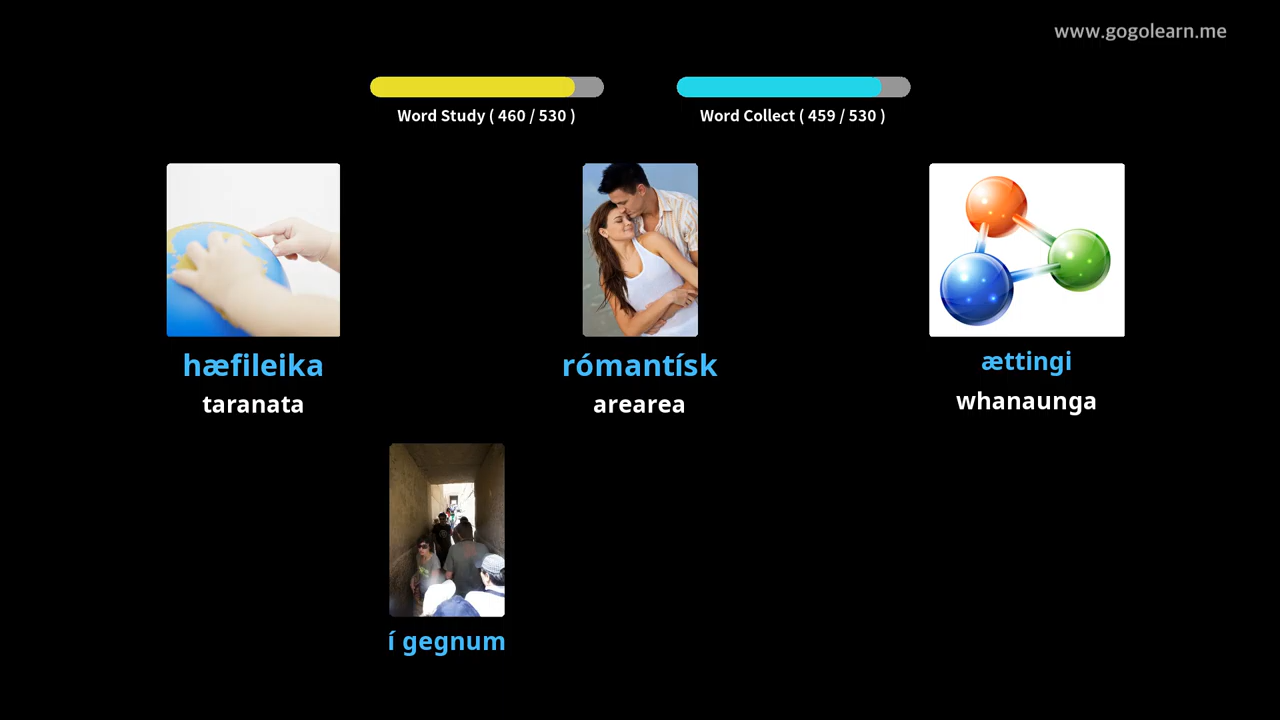 www.gogolearn.me
Word Study ( 460 / 530 )
Word Collect ( 459 / 530 )
hæfileika
taranata
rómantísk
arearea
ættingi
whanaunga
í gegnum